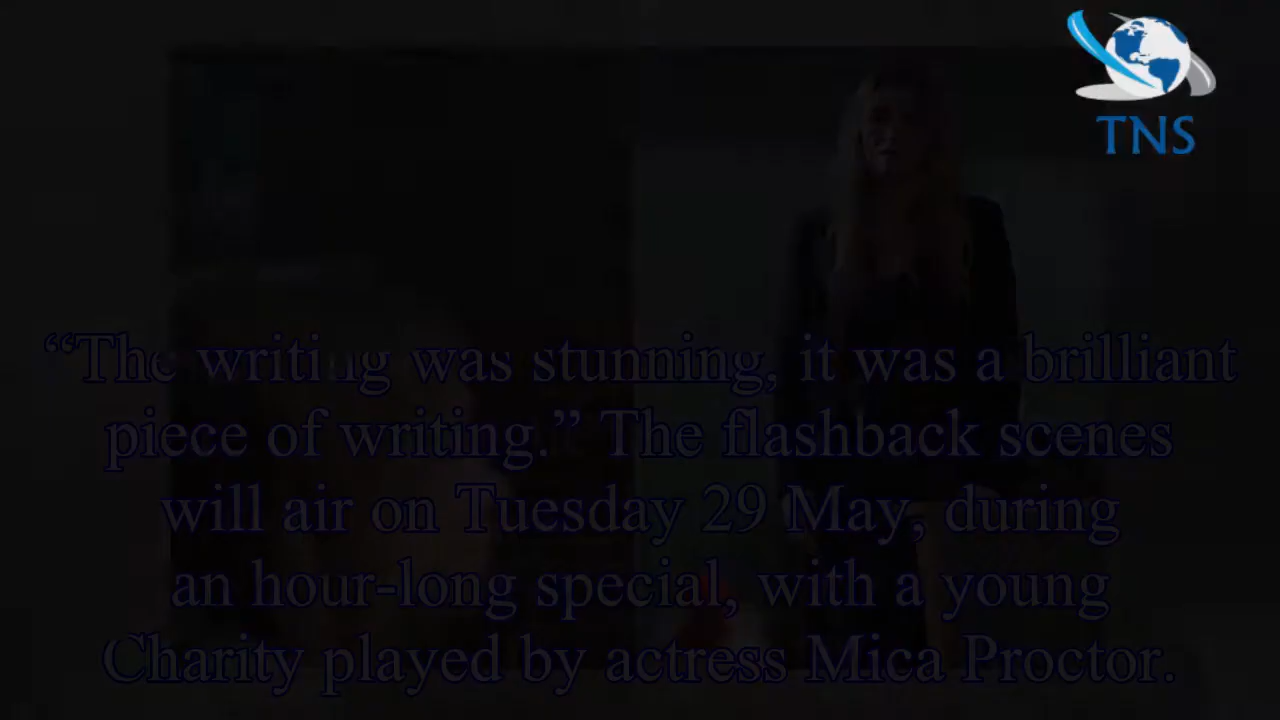 TNS
“The writing was stunning, it was a brilliant
piece of writing.” The flashback scenes
will air on Tuesday 29 May, during
an hour-long special, with a young
Charity played by actress Mica Proctor.